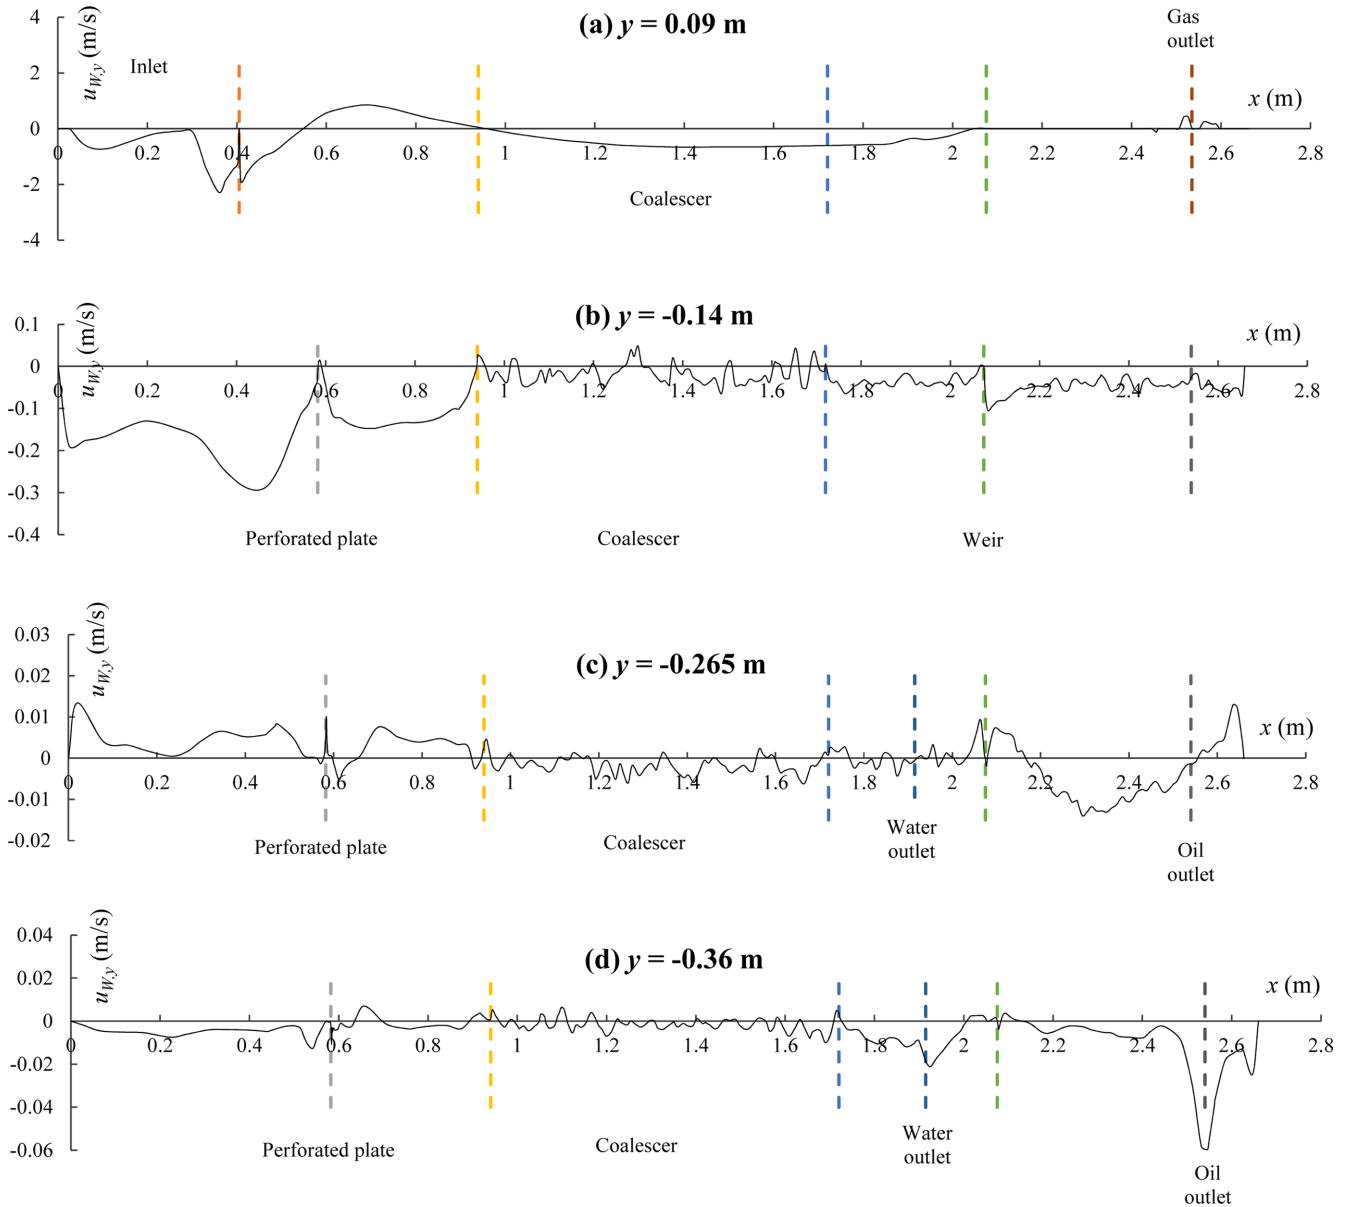 (a) y = 0.09 m
u_W,y (m/s)
Gas
outlet
Inlet
x (m)
4
2
0
-2
-4
0 0.2 0.4 0.6 0.8 1 1.2 1.4 1.6 1.8 2 2.2 2.4 2.6 2.8
Coalescer
(b) y = -0.14 m
u_W,y (m/s)
x (m)
0.1
0
-0.1
-0.2
-0.3
-0.4
0 0.2 0.4 0.6 0.8 1 1.2 1.4 1.6 1.8 2 2.2 2.4 2.6 2.8
Perforated plate Coalescer Weir
(c) y = -0.265 m
u_W,y (m/s)
x (m)
0.03
0.02
0.01
0
-0.01
-0.02
0 0.2 0.4 0.6 0.8 1 1.2 1.4 1.6 1.8 2 2.2 2.4 2.6 2.8
Perforated plate
Coalescer
Water
outlet
Oil
outlet
(d) y = -0.36 m
u_W,y (m/s)
x (m)
0.04
0.02
0
-0.02
-0.04
-0.06
0 0.2 0.4 0.6 0.8 1 1.2 1.4 1.6 1.8 2 2.2 2.4 2.6 2.8
Perforated plate
Coalescer
Water
outlet
Oil
outlet